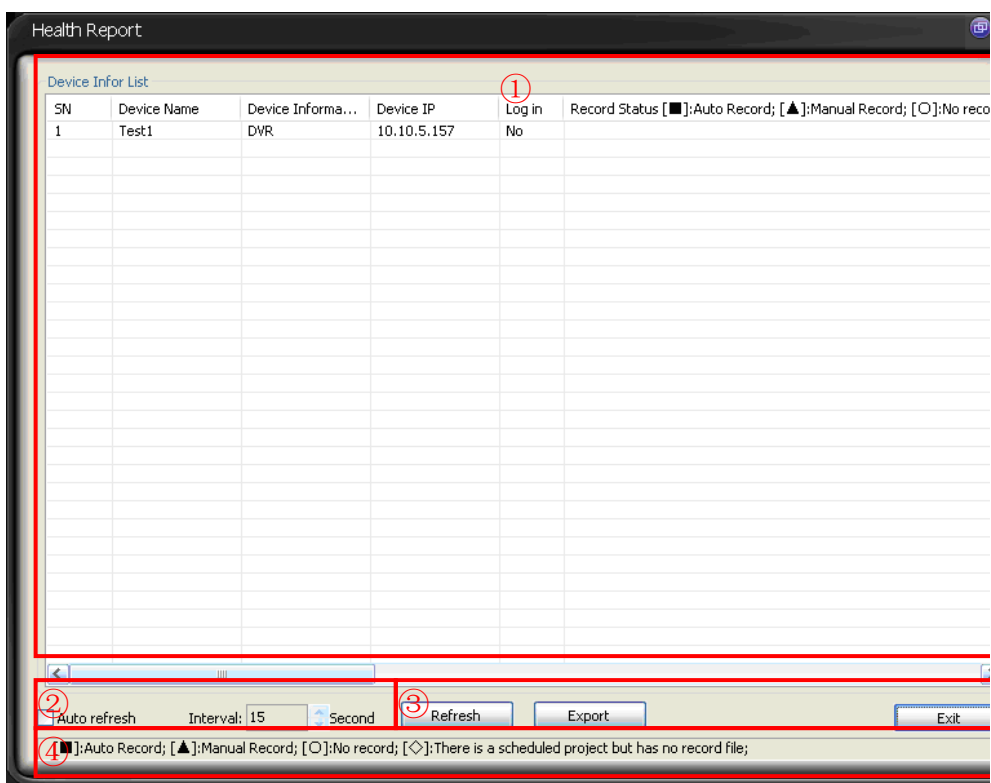 Health Report
Device Infor List
①
SN Device Name Device Informa... Device IP Log in Record Status [■]:Auto Record; [▲]:Manual Record; [○]:No reco
1 Test1 DVR 10.10.5.157 No
②
Auto refresh Interval: 15 Second
③
Refresh Export Exit
④
[■]:Auto Record; [▲]:Manual Record; [○]:No record; [◇]:There is a scheduled project but has no record file;